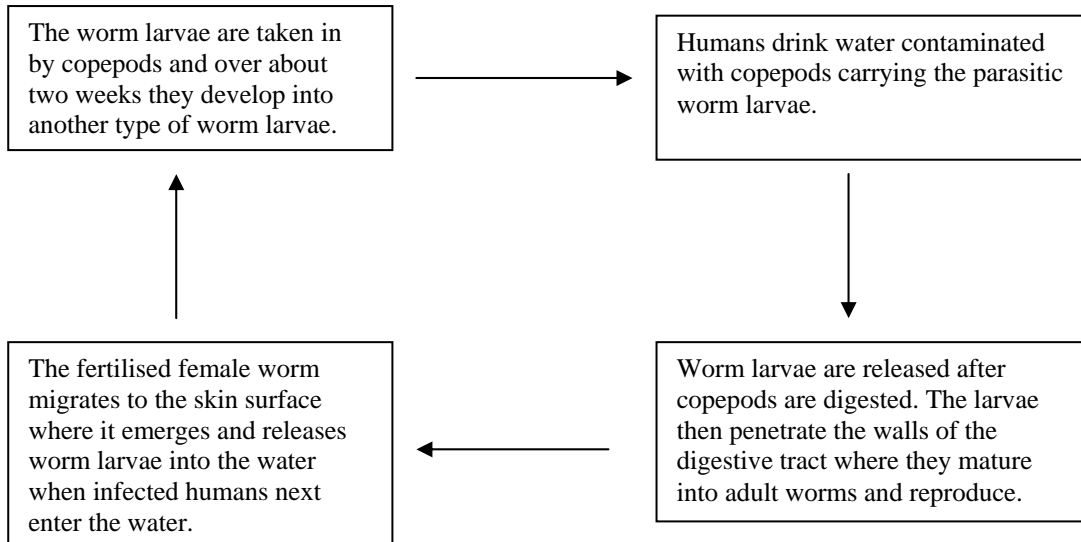 The worm larvae are taken in
by copepods and over about
two weeks they develop into
another type of worm larvae.
Humans drink water contaminated
with copepods carrying the parasitic
worm larvae.
Worm larvae are released after
copepods are digested. The larvae
then penetrate the walls of the
digestive tract where they mature
into adult worms and reproduce.
The fertilised female worm
migrates to the skin surface
where it emerges and releases
worm larvae into the water
when infected humans next
enter the water.